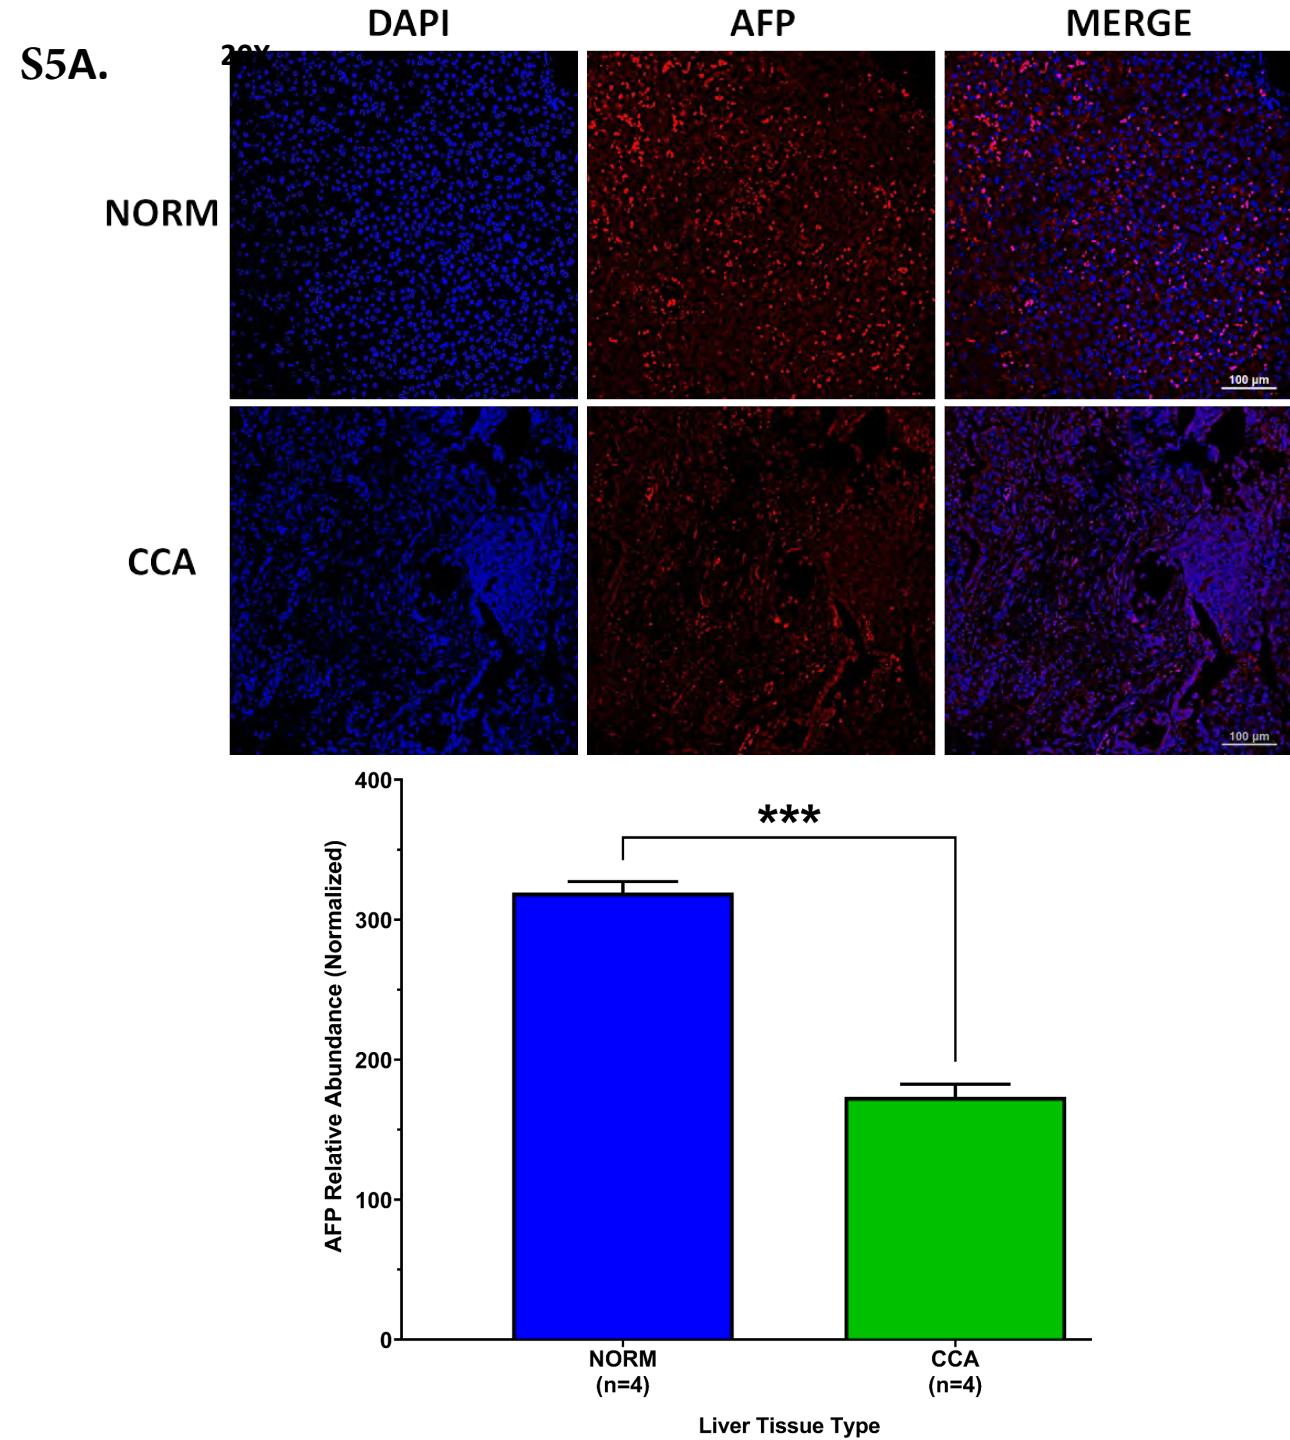 DAPI AFP MERGE
S5A.
20X
NORM
100 µm
CCA
100 µm
400
***
300
200
100
0
AFP Relative Abundance (Normalized)
NORM CCA
(n=4) (n=4)
Liver Tissue Type